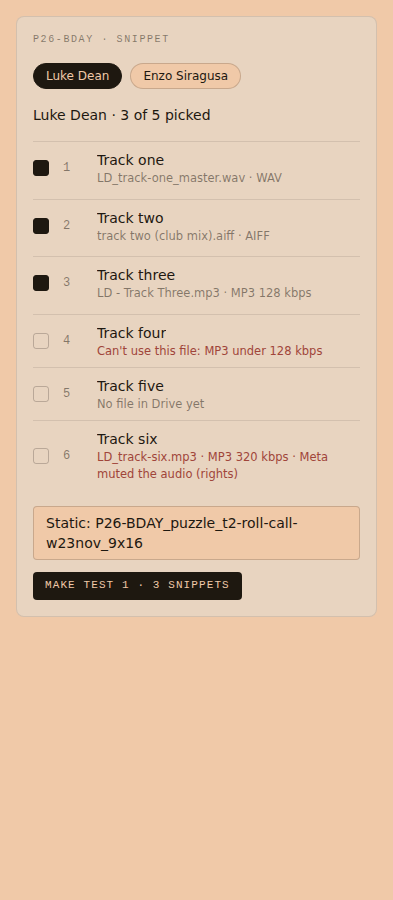 P26-BDAY · SNIPPET
Luke Dean
Enzo Siragusa
Luke Dean · 3 of 5 picked
1
Track one
LD_track-one_master.wav · WAV
2
Track two
track two (club mix).aiff · AIFF
3
Track three
LD - Track Three.mp3 · MP3 128 kbps
4
Track four
Can't use this file: MP3 under 128 kbps
5
Track five
No file in Drive yet
6
Track six
LD_track-six.mp3 · MP3 320 kbps · Meta
muted the audio (rights)
Static: P26-BDAY_puzzle_t2-roll-call-
w23nov_9x16
MAKE TEST 1 · 3 SNIPPETS